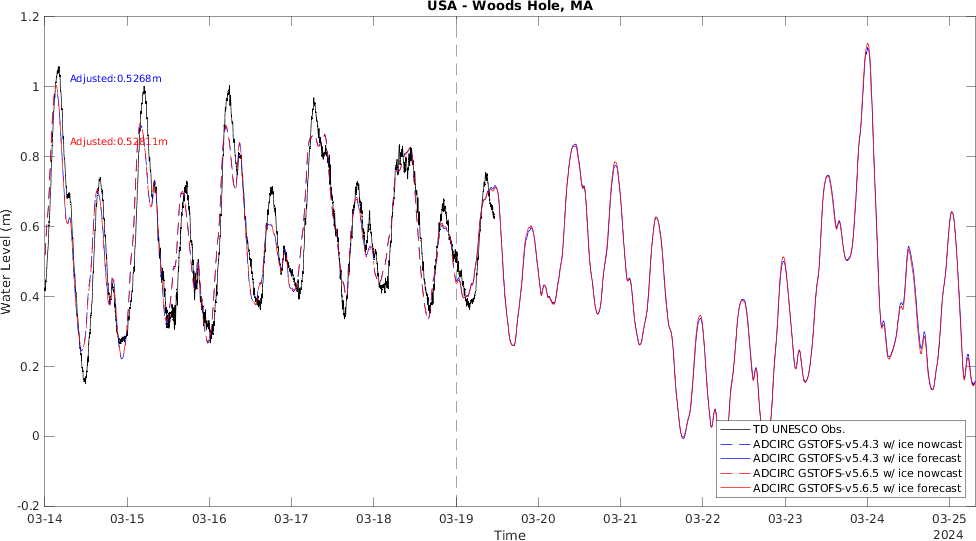 USA - Woods Hole, MA
1.2
1
0.8
0.6
0.4
0.2
0
-0.2
Water Level (m)
Adjusted:0.5268m
Adjusted:0.52811m
TD UNESCO Obs.
ADCIRC GSTOFS-v5.4.3 w/ ice nowcast
ADCIRC GSTOFS-v5.4.3 w/ ice forecast
ADCIRC GSTOFS-v5.6.5 w/ ice nowcast
ADCIRC GSTOFS-v5.6.5 w/ ice forecast
03-14 03-15 03-16 03-17 03-18 03-19 03-20 03-21 03-22 03-23 03-24 03-25
Time
2024